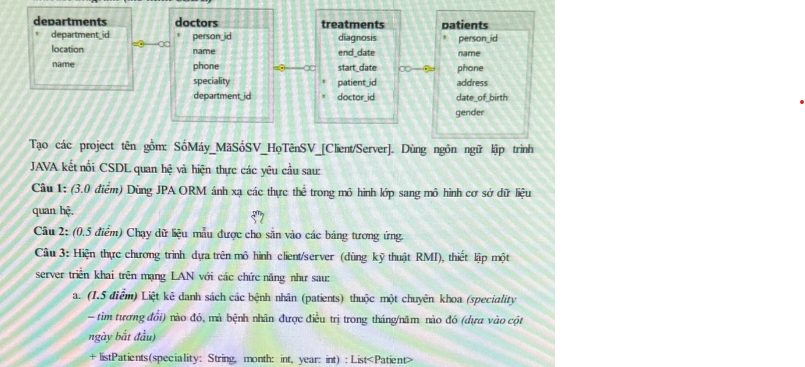 departments
* department_id
location
name
doctors
* person_id
name
phone
speciality
department_id
treatments
diagnosis
end_date
start_date
* patient_id
* doctor_id
patients
* person_id
name
phone
address
date_of_birth
gender
Tạo các project tên gồm: SốMáy_MãSốSV_HọTênSV_[Client/Server]. Dùng ngôn ngữ lập trình
JAVA kết nối CSDL quan hệ và hiện thực các yêu cầu sau:
Câu 1: (3.0 điểm) Dùng JPA ORM ánh xạ các thực thể trong mô hình lớp sang mô hình cơ sở dữ liệu
quan hệ.
Câu 2: (0.5 điểm) Chạy dữ liệu mẫu được cho sẵn vào các bảng tương ứng.
Câu 3: Hiện thực chương trình dựa trên mô hình client/server (dùng kỹ thuật RMI), thiết lập một
server triển khai trên mạng LAN với các chức năng như sau:
a. (1.5 điểm) Liệt kê danh sách các bệnh nhân (patients) thuộc một chuyên khoa (speciality
– tìm tương đối) nào đó, mà bệnh nhân được điều trị trong tháng/năm nào đó (dựa vào cột
ngày bắt đầu)
+ listPatients(speciality: String, month: int, year: int) : List<Patient>